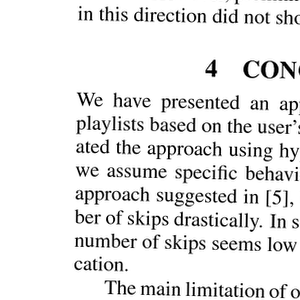 in this direction did not sho
4 CONC
We have presented an app
playlists based on the user's
ated the approach using hy
we assume specific behavi
approach suggested in [5],
ber of skips drastically. In s
number of skips seems low
cation.
The main limitation of o